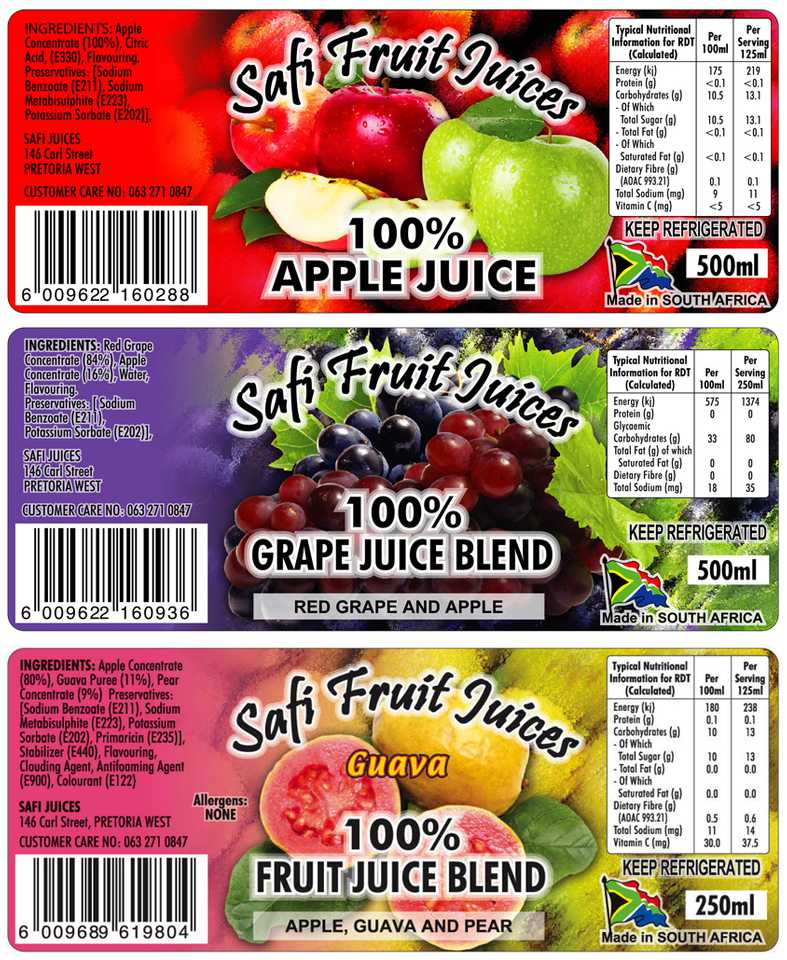 INGREDIENTS: Apple
Concentrate (100%), Citric
Acid, (E330), Flavouring.
Preservatives: [Sodium
Benzoate (E211), Sodium
Metabisulphite (E223),
Potassium Sorbate (E202)].
SAFI JUICES
146 Carl Street
PRETORIA WEST
CUSTOMER CARE NO: 063 271 0847
6 009622 160288
Safi Fruit Juices
100%
APPLE JUICE
Typical Nutritional Information for RDT (Calculated) Per 100ml Per Serving 125ml
Energy (kj) 175 219
Protein (g) <0.1 <0.1
Carbohydrates (g) 10.5 13.1
- Of Which
Total Sugar (g) 10.5 13.1
- Total Fat (g) <0.1 <0.1
- Of Which
Saturated Fat (g) <0.1 <0.1
Dietary Fibre (g)
(AOAC 993.21) 0.1 0.1
Total Sodium (mg) 9 11
Vitamin C (mg) <5 <5
KEEP REFRIGERATED
500ml
Made in SOUTH AFRICA
INGREDIENTS: Red Grape
Concentrate (84%), Apple
Concentrate (16%), Water,
Flavouring.
Preservatives: [Sodium
Benzoate (E211),
Potassium Sorbate (E202)],
SAFI JUICES
146 Carl Street
PRETORIA WEST
CUSTOMER CARE NO: 063 271 0847
6 009622 160936
Safi Fruit Juices
100%
GRAPE JUICE BLEND
RED GRAPE AND APPLE
Typical Nutritional Information for RDT (Calculated) Per 100ml Per Serving 250ml
Energy (kj) 575 1374
Protein (g) 0 0
Glycaemic
Carbohydrates (g) 33 80
Total Fat (g) of which
Saturated Fat (g) 0 0
Dietary Fibre (g) 0 0
Total Sodium (mg) 18 35
KEEP REFRIGERATED
500ml
Made in SOUTH AFRICA
INGREDIENTS: Apple Concentrate
(80%), Guava Puree (11%), Pear
Concentrate (9%) Preservatives:
[Sodium Benzoate (E211), Sodium
Metabisulphite (E223), Potassium
Sorbate (E202), Primaricin (E235)],
Stabilizer (E440), Flavouring,
Clouding Agent, Antifoaming Agent
(E900), Colourant (E122)
SAFI JUICES
146 Carl Street, PRETORIA WEST
CUSTOMER CARE NO: 063 271 0847
Allergens:
NONE
6 009689 619804
Safi Fruit Juices
Guava
100%
FRUIT JUICE BLEND
APPLE, GUAVA AND PEAR
Typical Nutritional Information for RDT (Calculated) Per 100ml Per Serving 125ml
Energy (kj) 180 238
Protein (g) 0.1 0.1
Carbohydrates (g) 10 13
- Of Which
Total Sugar (g) 10 13
- Total Fat (g) 0.0 0.0
- Of Which
Saturated Fat (g) 0.0 0.0
Dietary Fibre (g)
(AOAC 993.21) 0.5 0.6
Total Sodium (mg) 11 14
Vitamin C (mg) 30.0 37.5
KEEP REFRIGERATED
250ml
Made in SOUTH AFRICA